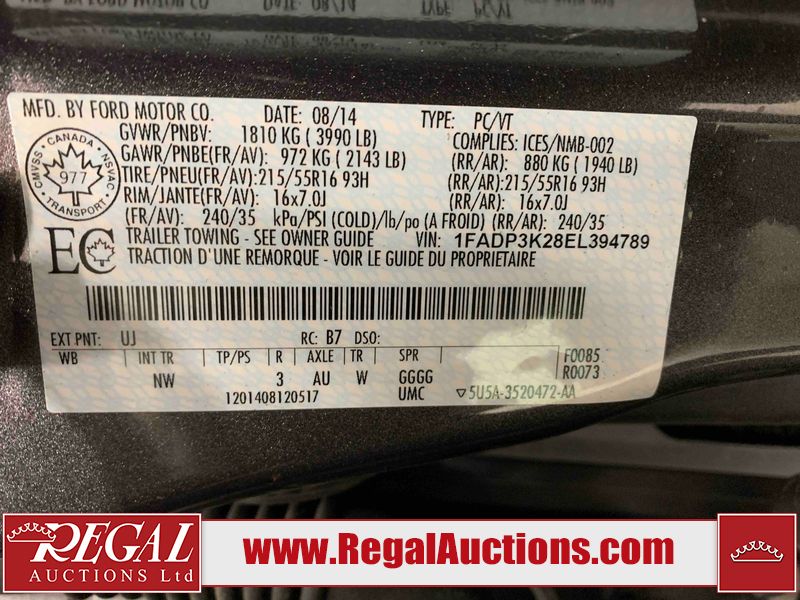 MFD. BY FORD MOTOR CO. DATE: 08/14 TYPE: PC/VT
GVWR/PNBV: 1810 KG ( 3990 LB) COMPLIES: ICES/NMB-002
GAWR/PNBE(FR/AV): 972 KG ( 2143 LB) (RR/AR): 880 KG ( 1940 LB)
TIRE/PNEU(FR/AV):215/55R16 93H (RR/AR):215/55R16 93H
RIM/JANTE(FR/AV): 16x7.0J (RR/AR): 16x7.0J
(FR/AV): 240/35 kPa/PSI (COLD)/lb/po (A FROID) (RR/AR): 240/35
TRAILER TOWING - SEE OWNER GUIDE VIN: 1FADP3K28EL394789
TRACTION D'UNE REMORQUE - VOIR LE GUIDE DU PROPRIETAIRE
CANADA
CMVSS 977 NSVAC
TRANSPORT
EC
EXT PNT: UJ RC: B7 DSO:
WB INT TR TP/PS R AXLE TR SPR F0085
NW 3 AU W GGGG R0073
1201408120517 UMC ▽5U5A-3520472-AA
REGAL
AUCTIONS Ltd
www.RegalAuctions.com